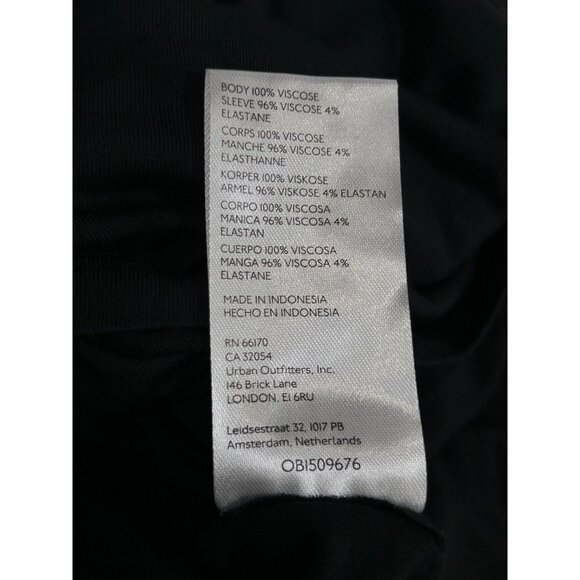 BODY 100% VISCOSE
SLEEVE 96% VISCOSE 4%
ELASTANE
CORPS 100% VISCOSE
MANCHE 96% VISCOSE 4%
ELASTHANNE
KORPER 100% VISKOSE
ARMEL 96% VISKOSE 4% ELASTAN
CORPO 100% VISCOSA
MANICA 96% VISCOSA 4%
ELASTAN
CUERPO 100% VISCOSA
MANGA 96% VISCOSA 4%
ELASTANE
MADE IN INDONESIA
HECHO EN INDONESIA
RN 66170
CA 32054
Urban Outfitters, Inc.
146 Brick Lane
LONDON. E1 6RU
Leidsestraat 32, 1017 PB
Amsterdam, Netherlands
OB1509676